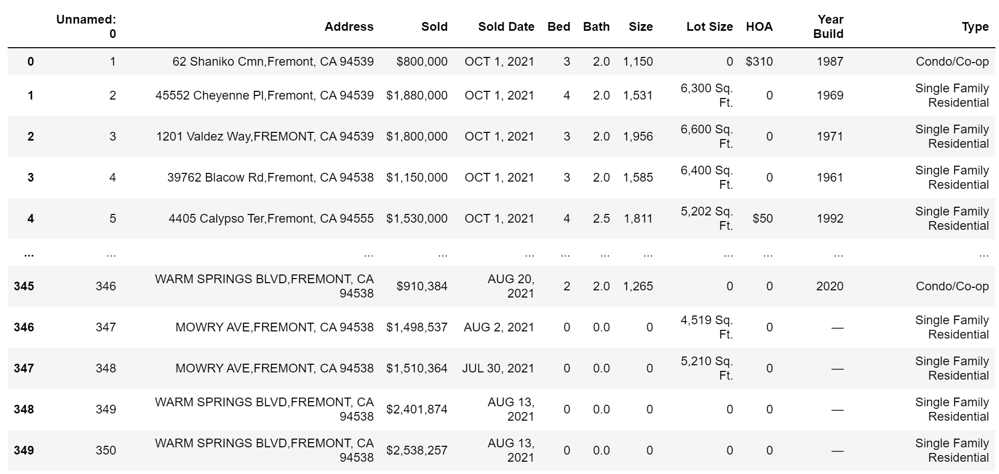 Unnamed: 0 Address Sold Sold Date Bed Bath Size Lot Size HOA Year Build Type
0 1 62 Shaniko Cmn,Fremont, CA 94539 $800,000 OCT 1, 2021 3 2.0 1,150 0 $310 1987 Condo/Co-op
1 2 45552 Cheyenne Pl,Fremont, CA 94539 $1,880,000 OCT 1, 2021 4 2.0 1,531 6,300 Sq. Ft. 0 1969 Single Family Residential
2 3 1201 Valdez Way,FREMONT, CA 94539 $1,800,000 OCT 1, 2021 3 2.0 1,956 6,600 Sq. Ft. 0 1971 Single Family Residential
3 4 39762 Blacow Rd,Fremont, CA 94538 $1,150,000 OCT 1, 2021 3 2.0 1,585 6,400 Sq. Ft. 0 1961 Single Family Residential
4 5 4405 Calypso Ter,Fremont, CA 94555 $1,530,000 OCT 1, 2021 4 2.5 1,811 5,202 Sq. Ft. $50 1992 Single Family Residential
... ... ... ... ... ... ... ... ... ... ... ...
345 346 WARM SPRINGS BLVD,FREMONT, CA 94538 $910,384 AUG 20, 2021 2 2.0 1,265 0 0 2020 Condo/Co-op
346 347 MOWRY AVE,FREMONT, CA 94538 $1,498,537 AUG 2, 2021 0 0.0 0 4,519 Sq. Ft. 0 — Single Family Residential
347 348 MOWRY AVE,FREMONT, CA 94538 $1,510,364 JUL 30, 2021 0 0.0 0 5,210 Sq. Ft. 0 — Single Family Residential
348 349 WARM SPRINGS BLVD,FREMONT, CA 94538 $2,401,874 AUG 13, 2021 0 0.0 0 0 0 — Single Family Residential
349 350 WARM SPRINGS BLVD,FREMONT, CA 94538 $2,538,257 AUG 13, 2021 0 0.0 0 0 0 — Single Family Residential